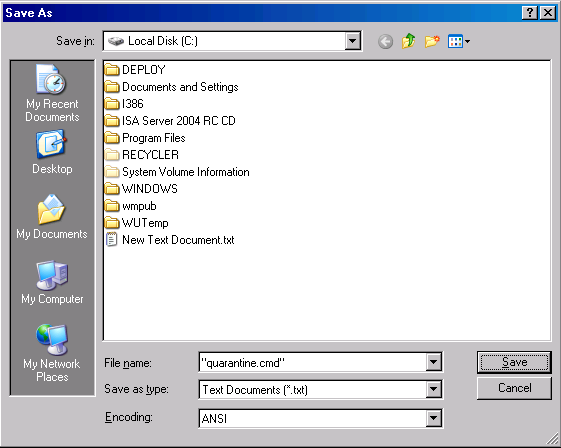 Save As
Save in: Local Disk (C:)
My Recent
Documents
Desktop
My Documents
My Computer
My Network
Places
DEPLOY
Documents and Settings
I386
ISA Server 2004 RC CD
Program Files
RECYCLER
System Volume Information
WINDOWS
wmpub
WUTemp
New Text Document.txt
File name: "quarantine.cmd" Save
Save as type: Text Documents (*.txt) Cancel
Encoding: ANSI